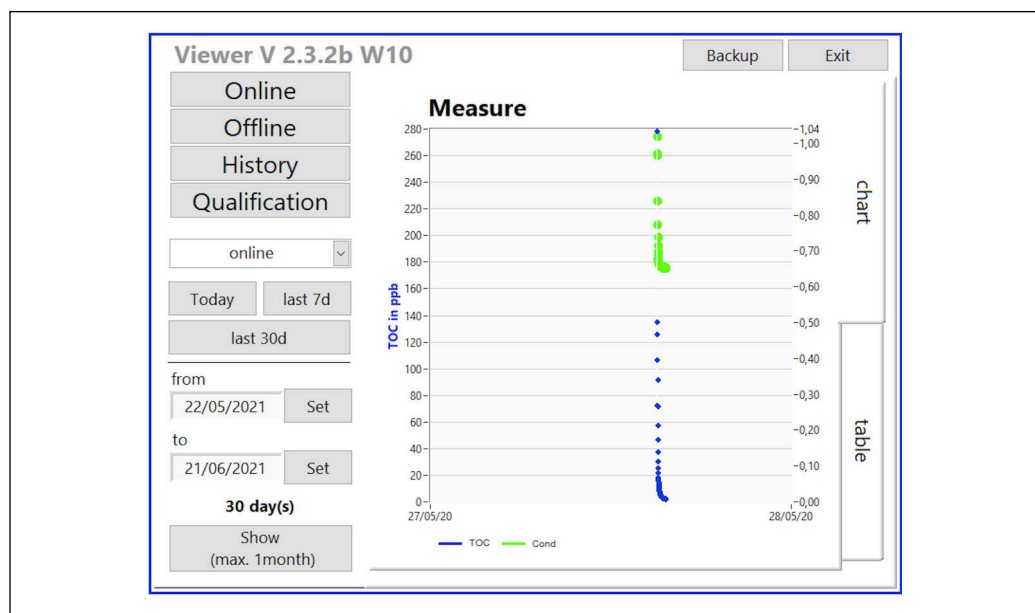 Viewer V 2.3.2b W10
Backup
Exit
Online
Offline
History
Qualification
online
Today
last 7d
last 30d
from
22/05/2021
Set
to
21/06/2021
Set
30 day(s)
Show
(max. 1month)
Measure
TOC in ppb
280
260
240
220
200
180
160
140
120
100
80
60
40
20
0
1,04
1,00
0,90
0,80
0,70
0,60
0,50
0,40
0,30
0,20
0,10
0,00
27/05/20
28/05/20
TOC
Cond
chart
table